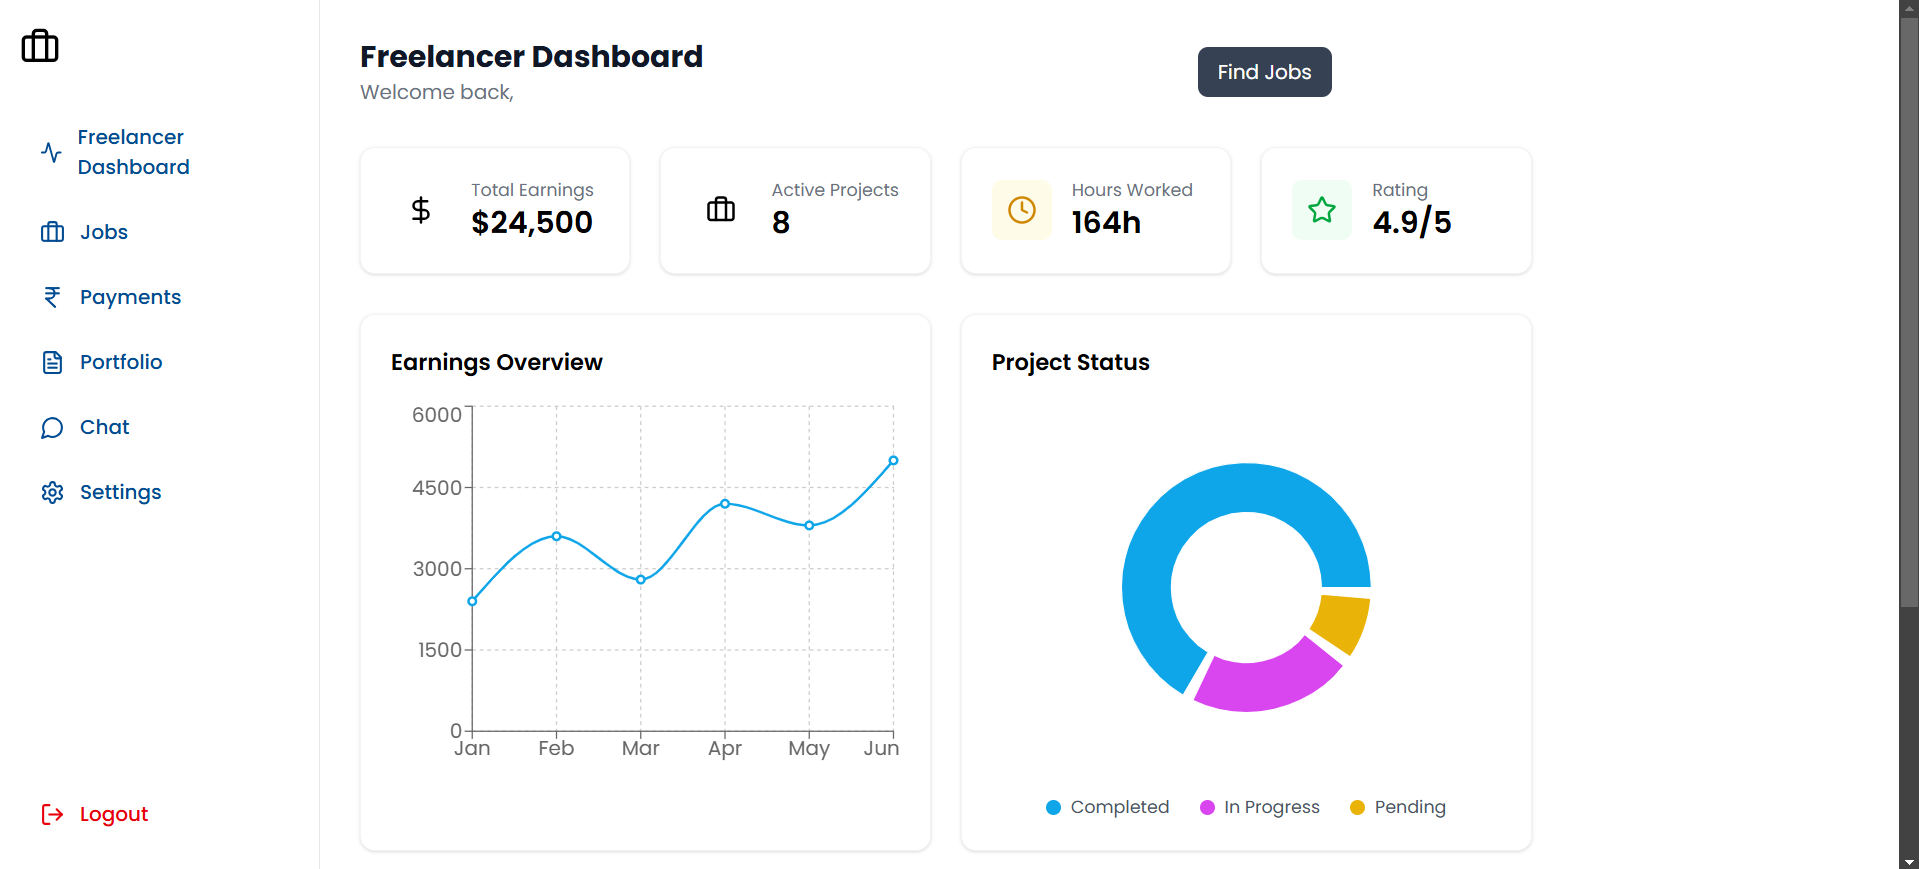 Freelancer
Dashboard
Jobs
Payments
Portfolio
Chat
Settings
Logout
Freelancer Dashboard
Welcome back,
Find Jobs
Total Earnings
$24,500
Active Projects
8
Hours Worked
164h
Rating
4.9/5
Earnings Overview
6000
4500
3000
1500
0
Jan Feb Mar Apr May Jun
Project Status
Completed In Progress Pending